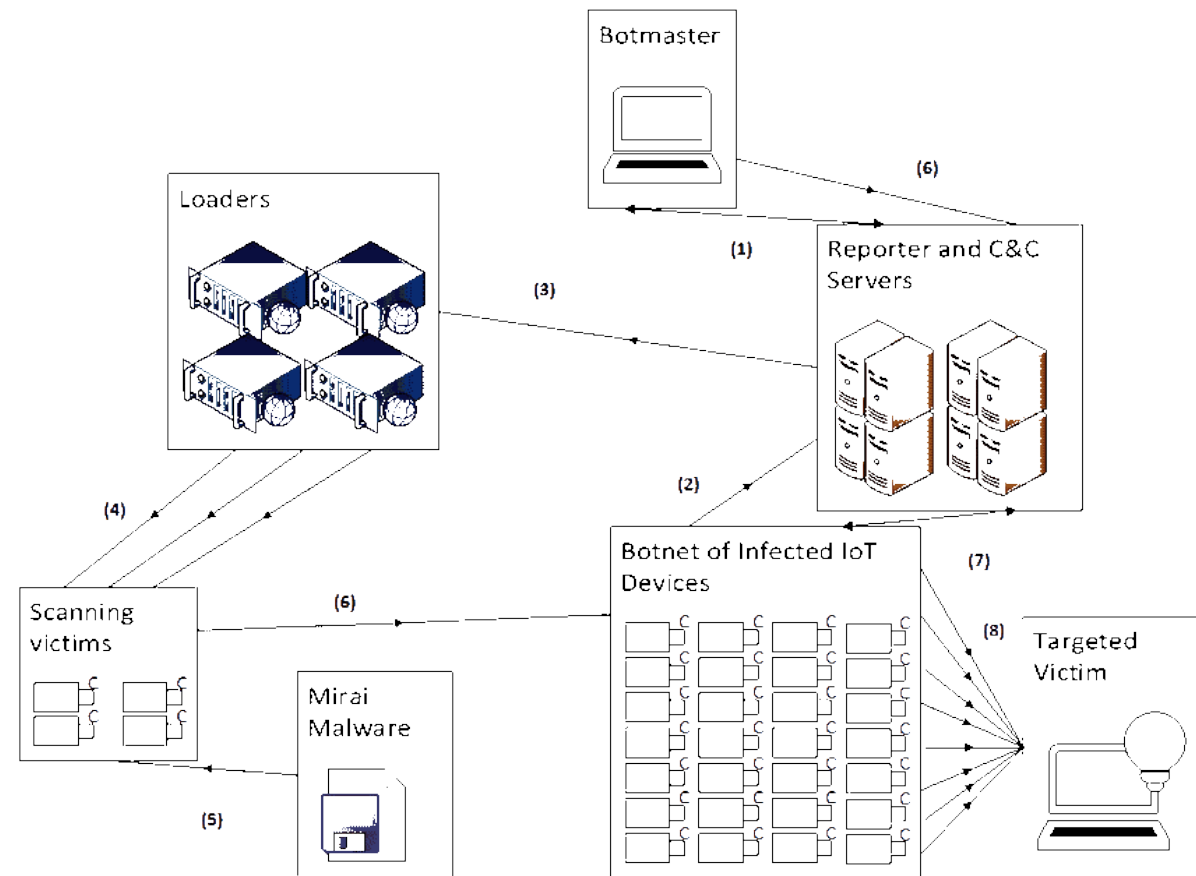 Botmaster
(6)
Loaders
(1)
Reporter and C&C
Servers
(3)
(2)
(4)
Botnet of Infected IoT
Devices
(7)
Scanning
victims
(6)
(8)
Targeted
Victim
Mirai
Malware
(5)
C C C C
C C C C
C C C C
C C C C
C C C C
C C C C
C C C C
C C
C C